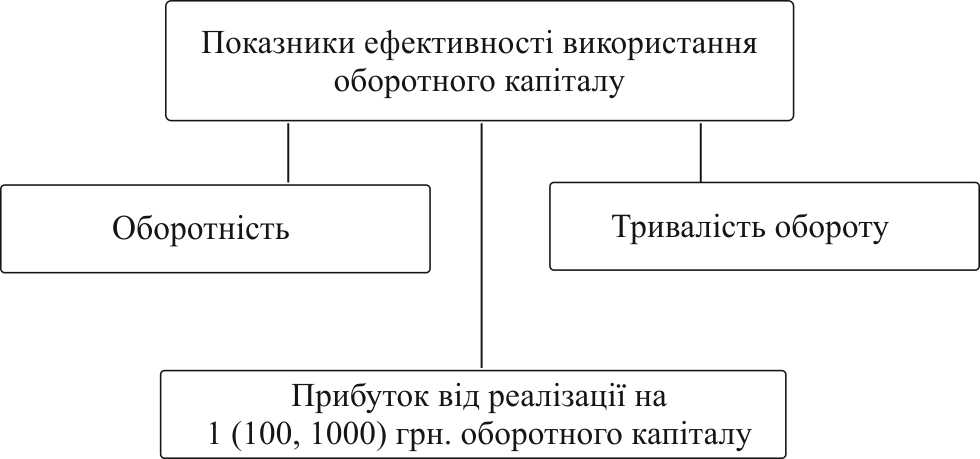 Показники ефективності використання
оборотного капіталу
Оборотність
Тривалість обороту
Прибуток від реалізації на
1 (100, 1000) грн. оборотного капіталу